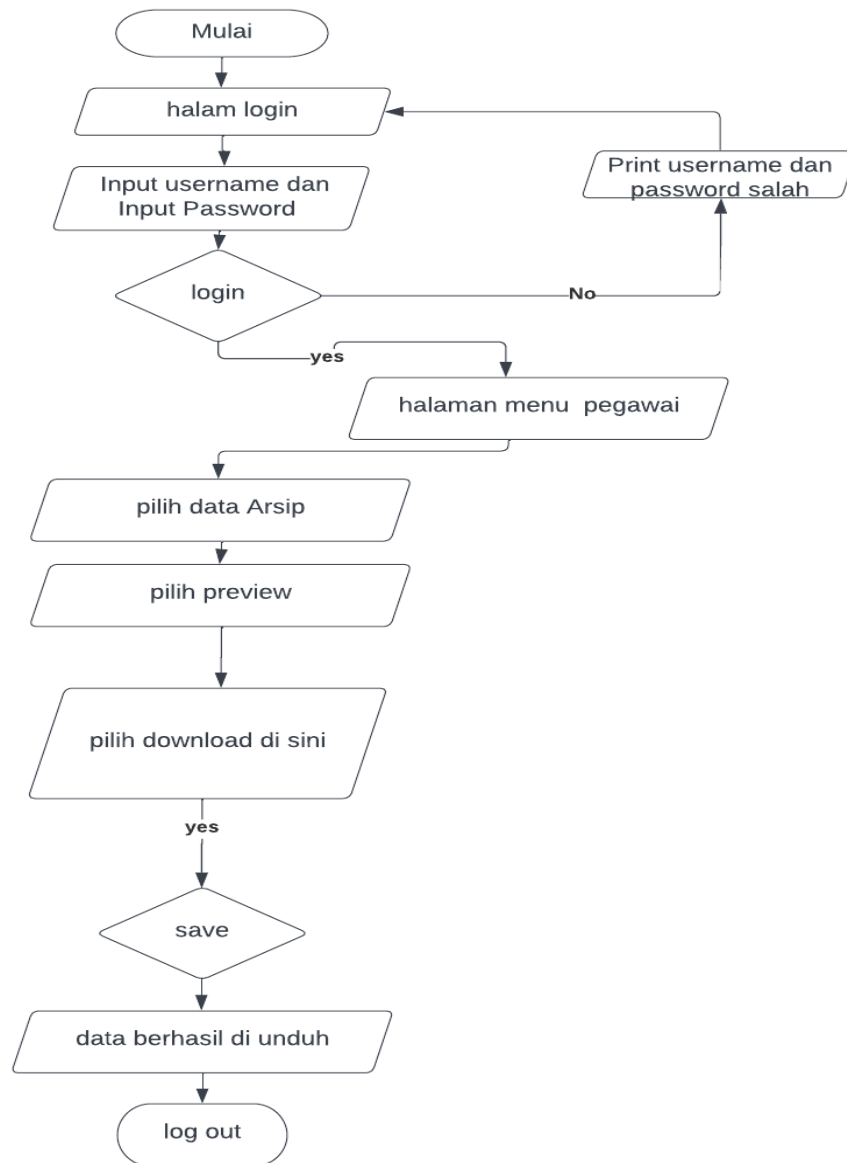 Mulai
halam login
Input username dan
Input Password
Print username dan
password salah
login
No
yes
halaman menu pegawai
pilih data Arsip
pilih preview
pilih download di sini
yes
save
data berhasil di unduh
log out